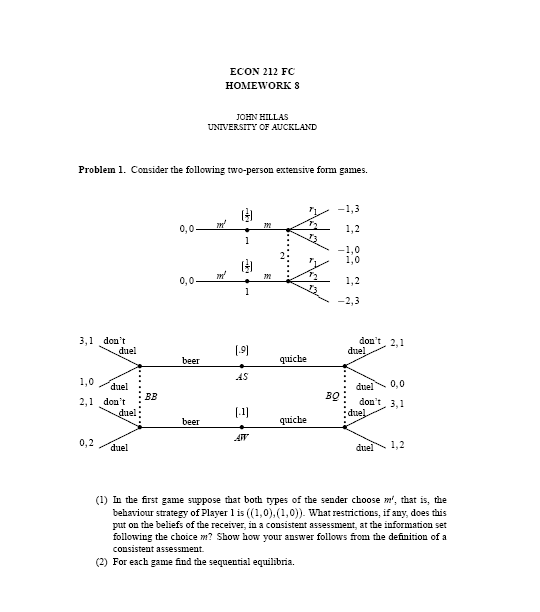 ECON 212 FC
HOMEWORK 8
JOHN HILLAS
UNIVERSITY OF AUCKLAND
Problem 1. Consider the following two-person extensive form games.
0,0 m' [1/2] 1 m r1 −1,3
r2 1,2
r3 −1,0
2
0,0 m' [1/2] 1 m r1 1,0
r2 1,2
r3 −2,3
3,1 don't duel beer [.9] AS quiche don't duel 2,1
1,0 duel BB BQ duel 0,0
2,1 don't duel beer [.1] AW quiche don't duel 3,1
0,2 duel duel 1,2
(1) In the first game suppose that both types of the sender choose m', that is, the
behaviour strategy of Player 1 is ((1,0),(1,0)). What restrictions, if any, does this
put on the beliefs of the receiver, in a consistent assessment, at the information set
following the choice m? Show how your answer follows from the definition of a
consistent assessment.
(2) For each game find the sequential equilibria.